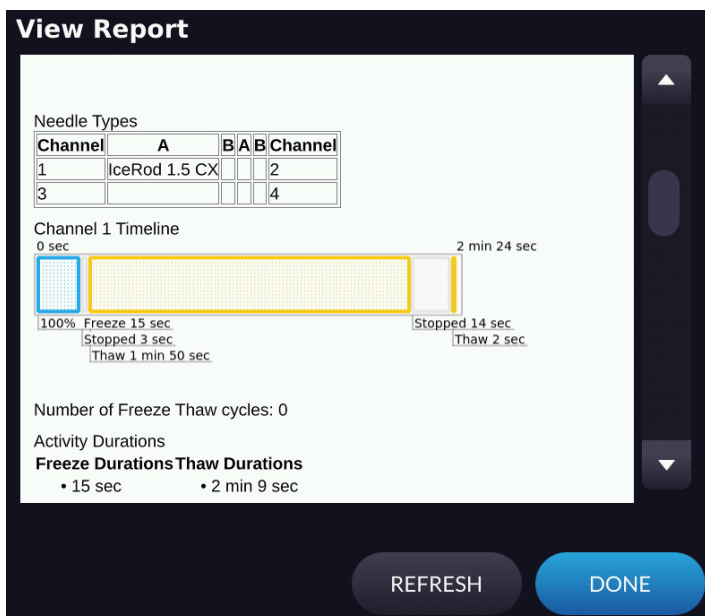 View Report
Needle Types
Channel A B A B Channel
1 IceRod 1.5 CX 2
3 4
Channel 1 Timeline
0 sec 2 min 24 sec
100% Freeze 15 sec Stopped 14 sec
Stopped 3 sec Thaw 2 sec
Thaw 1 min 50 sec
Number of Freeze Thaw cycles: 0
Activity Durations
Freeze Durations Thaw Durations
• 15 sec • 2 min 9 sec
REFRESH DONE